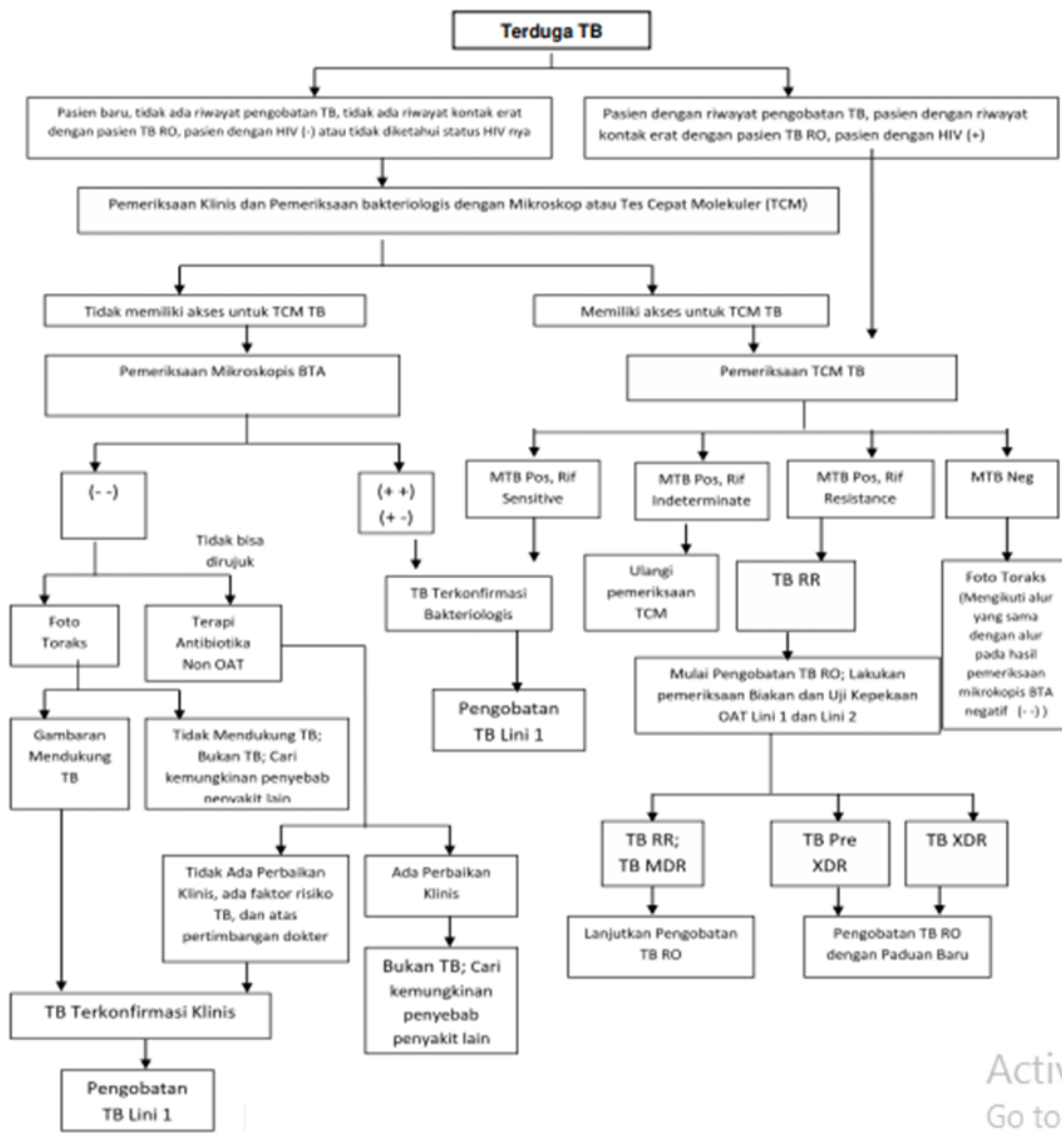 Terduga TB
Pasien baru, tidak ada riwayat pengobatan TB, tidak ada riwayat kontak erat
dengan pasien TB RO, pasien dengan HIV (-) atau tidak diketahui status HIV nya
Pasien dengan riwayat pengobatan TB, pasien dengan riwayat
kontak erat dengan pasien TB RO, pasien dengan HIV (+)
Pemeriksaan Klinis dan Pemeriksaan bakteriologis dengan Mikroskop atau Tes Cepat Molekuler (TCM)
Tidak memiliki akses untuk TCM TB
Memiliki akses untuk TCM TB
Pemeriksaan Mikroskopis BTA
Pemeriksaan TCM TB
(- -)
(+ +)
(+ -)
MTB Pos, Rif
Sensitive
MTB Pos, Rif
Indeterminate
MTB Pos, Rif
Resistance
MTB Neg
Tidak bisa
dirujuk
Foto
Toraks
Terapi
Antibiotika
Non OAT
TB Terkonfirmasi
Bakteriologis
Ulangi
pemeriksaan
TCM
TB RR
Foto Toraks
(Mengikuti alur
yang sama
dengan alur
pada hasil
pemeriksaan
mikrokopis BTA
negatif (- -) )
Pengobatan
TB Lini 1
Mulai Pengobatan TB RO; Lakukan
pemeriksaan Biakan dan Uji Kepekaan
OAT Lini 1 dan Lini 2
Gambaran
Mendukung
TB
Tidak Mendukung TB;
Bukan TB; Cari
kemungkinan penyebab
penyakit lain
TB RR;
TB MDR
TB Pre
XDR
TB XDR
Tidak Ada Perbaikan
Klinis, ada faktor risiko
TB, dan atas
pertimbangan dokter
Ada Perbaikan
Klinis
Lanjutkan Pengobatan
TB RO
Pengobatan TB RO
dengan Paduan Baru
Bukan TB; Cari
kemungkinan
penyebab
penyakit lain
TB Terkonfirmasi Klinis
Pengobatan
TB Lini 1
Activ
Go to